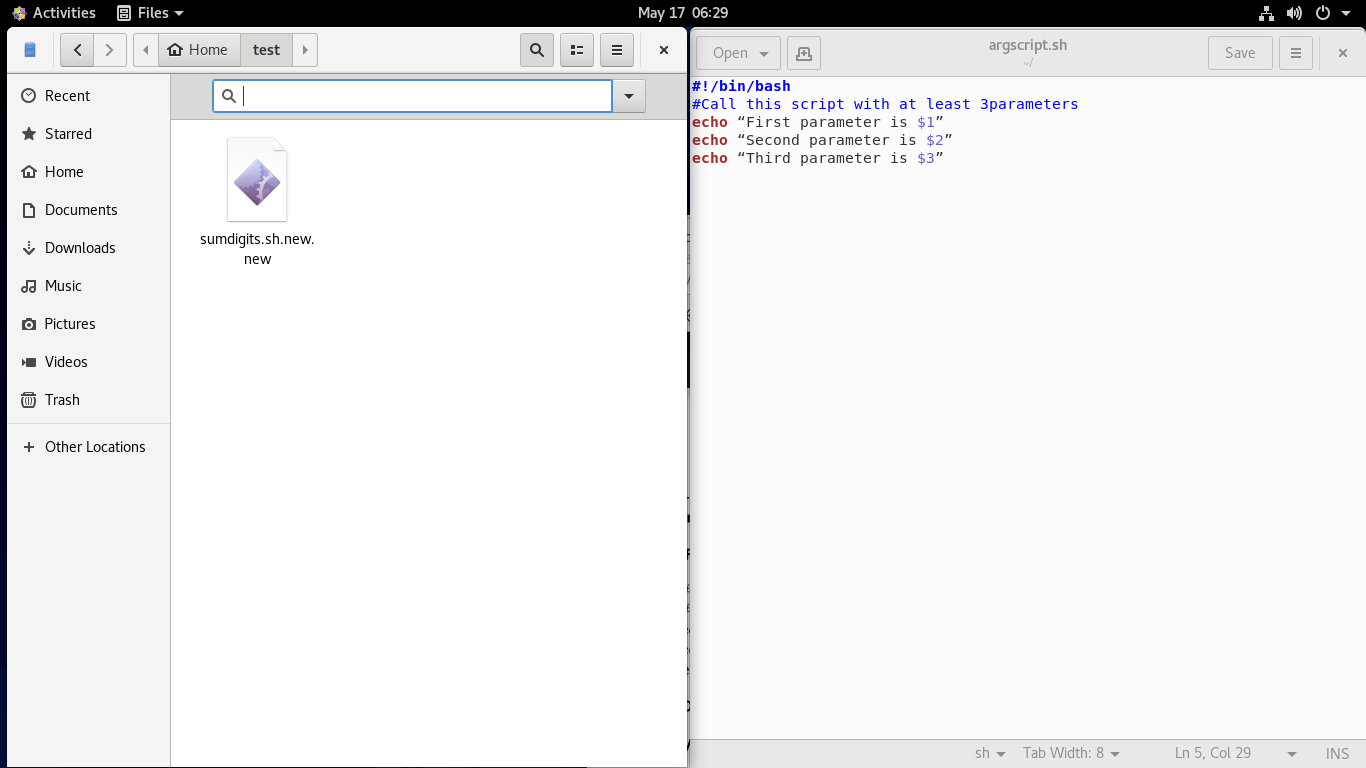 Activities
Files
May 17 06:29
Home
test
Recent
Starred
Home
Documents
Downloads
Music
Pictures
Videos
Trash
Other Locations
sumdigits.sh.new.
new
Open
argscript.sh
~/
Save
#!/bin/bash
#Call this script with at least 3parameters
echo “First parameter is $1”
echo “Second parameter is $2”
echo “Third parameter is $3”
sh
Tab Width: 8
Ln 5, Col 29
INS